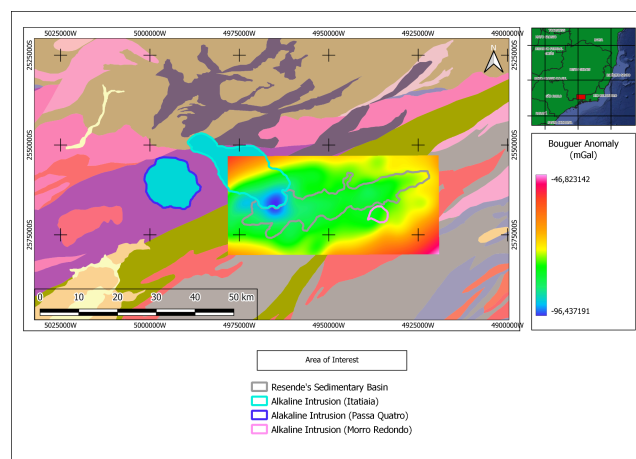 5025000W 5000000W 4975000W 4950000W 4925000W 4900000W
2525000S 2525000S
2550000S 2550000S
2575000S 2575000S
N
0 10 20 30 40 50 km
5025000W 5000000W 4975000W 4950000W 4925000W 4900000W
Bouguer Anomaly
(mGal)
-46,823142
-96,437191
Area of Interest
Resende's Sedimentary Basin
Alkaline Intrusion (Itatiaia)
Alakaline Intrusion (Passa Quatro)
Alkaline Intrusion (Morro Redondo)